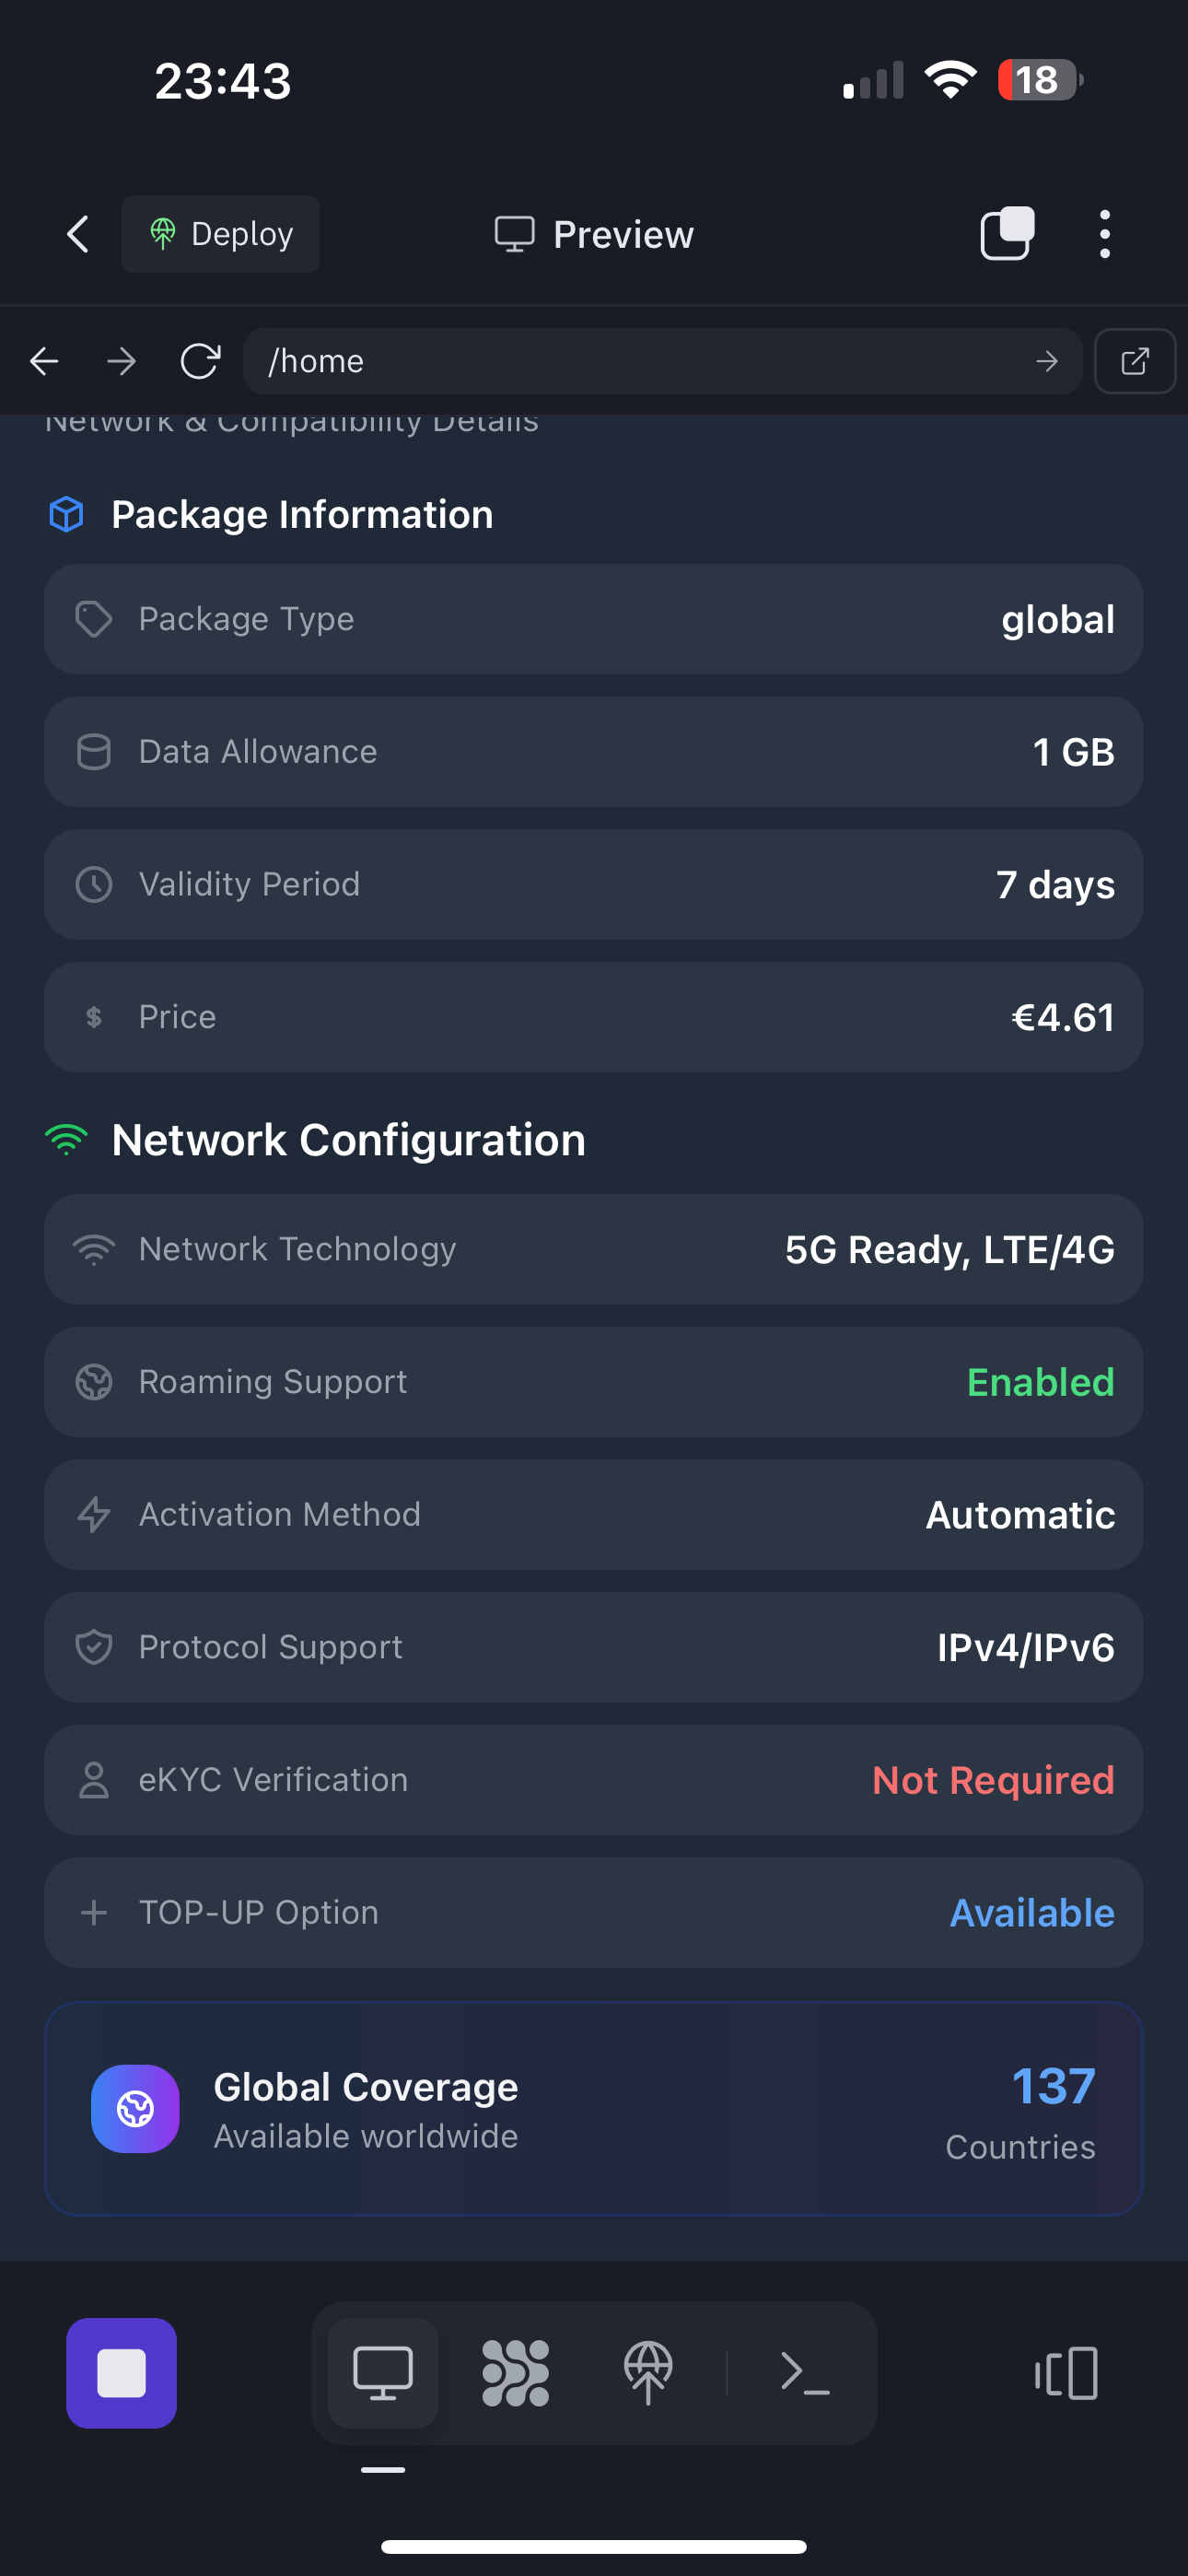 23:43
18
Deploy
Preview
/home
Network & Compatibility Details
Package Information
Package Type
global
Data Allowance
1 GB
Validity Period
7 days
$
Price
€4.61
Network Configuration
Network Technology
5G Ready, LTE/4G
Roaming Support
Enabled
Activation Method
Automatic
Protocol Support
IPv4/IPv6
eKYC Verification
Not Required
TOP-UP Option
Available
Global Coverage
137
Available worldwide
Countries